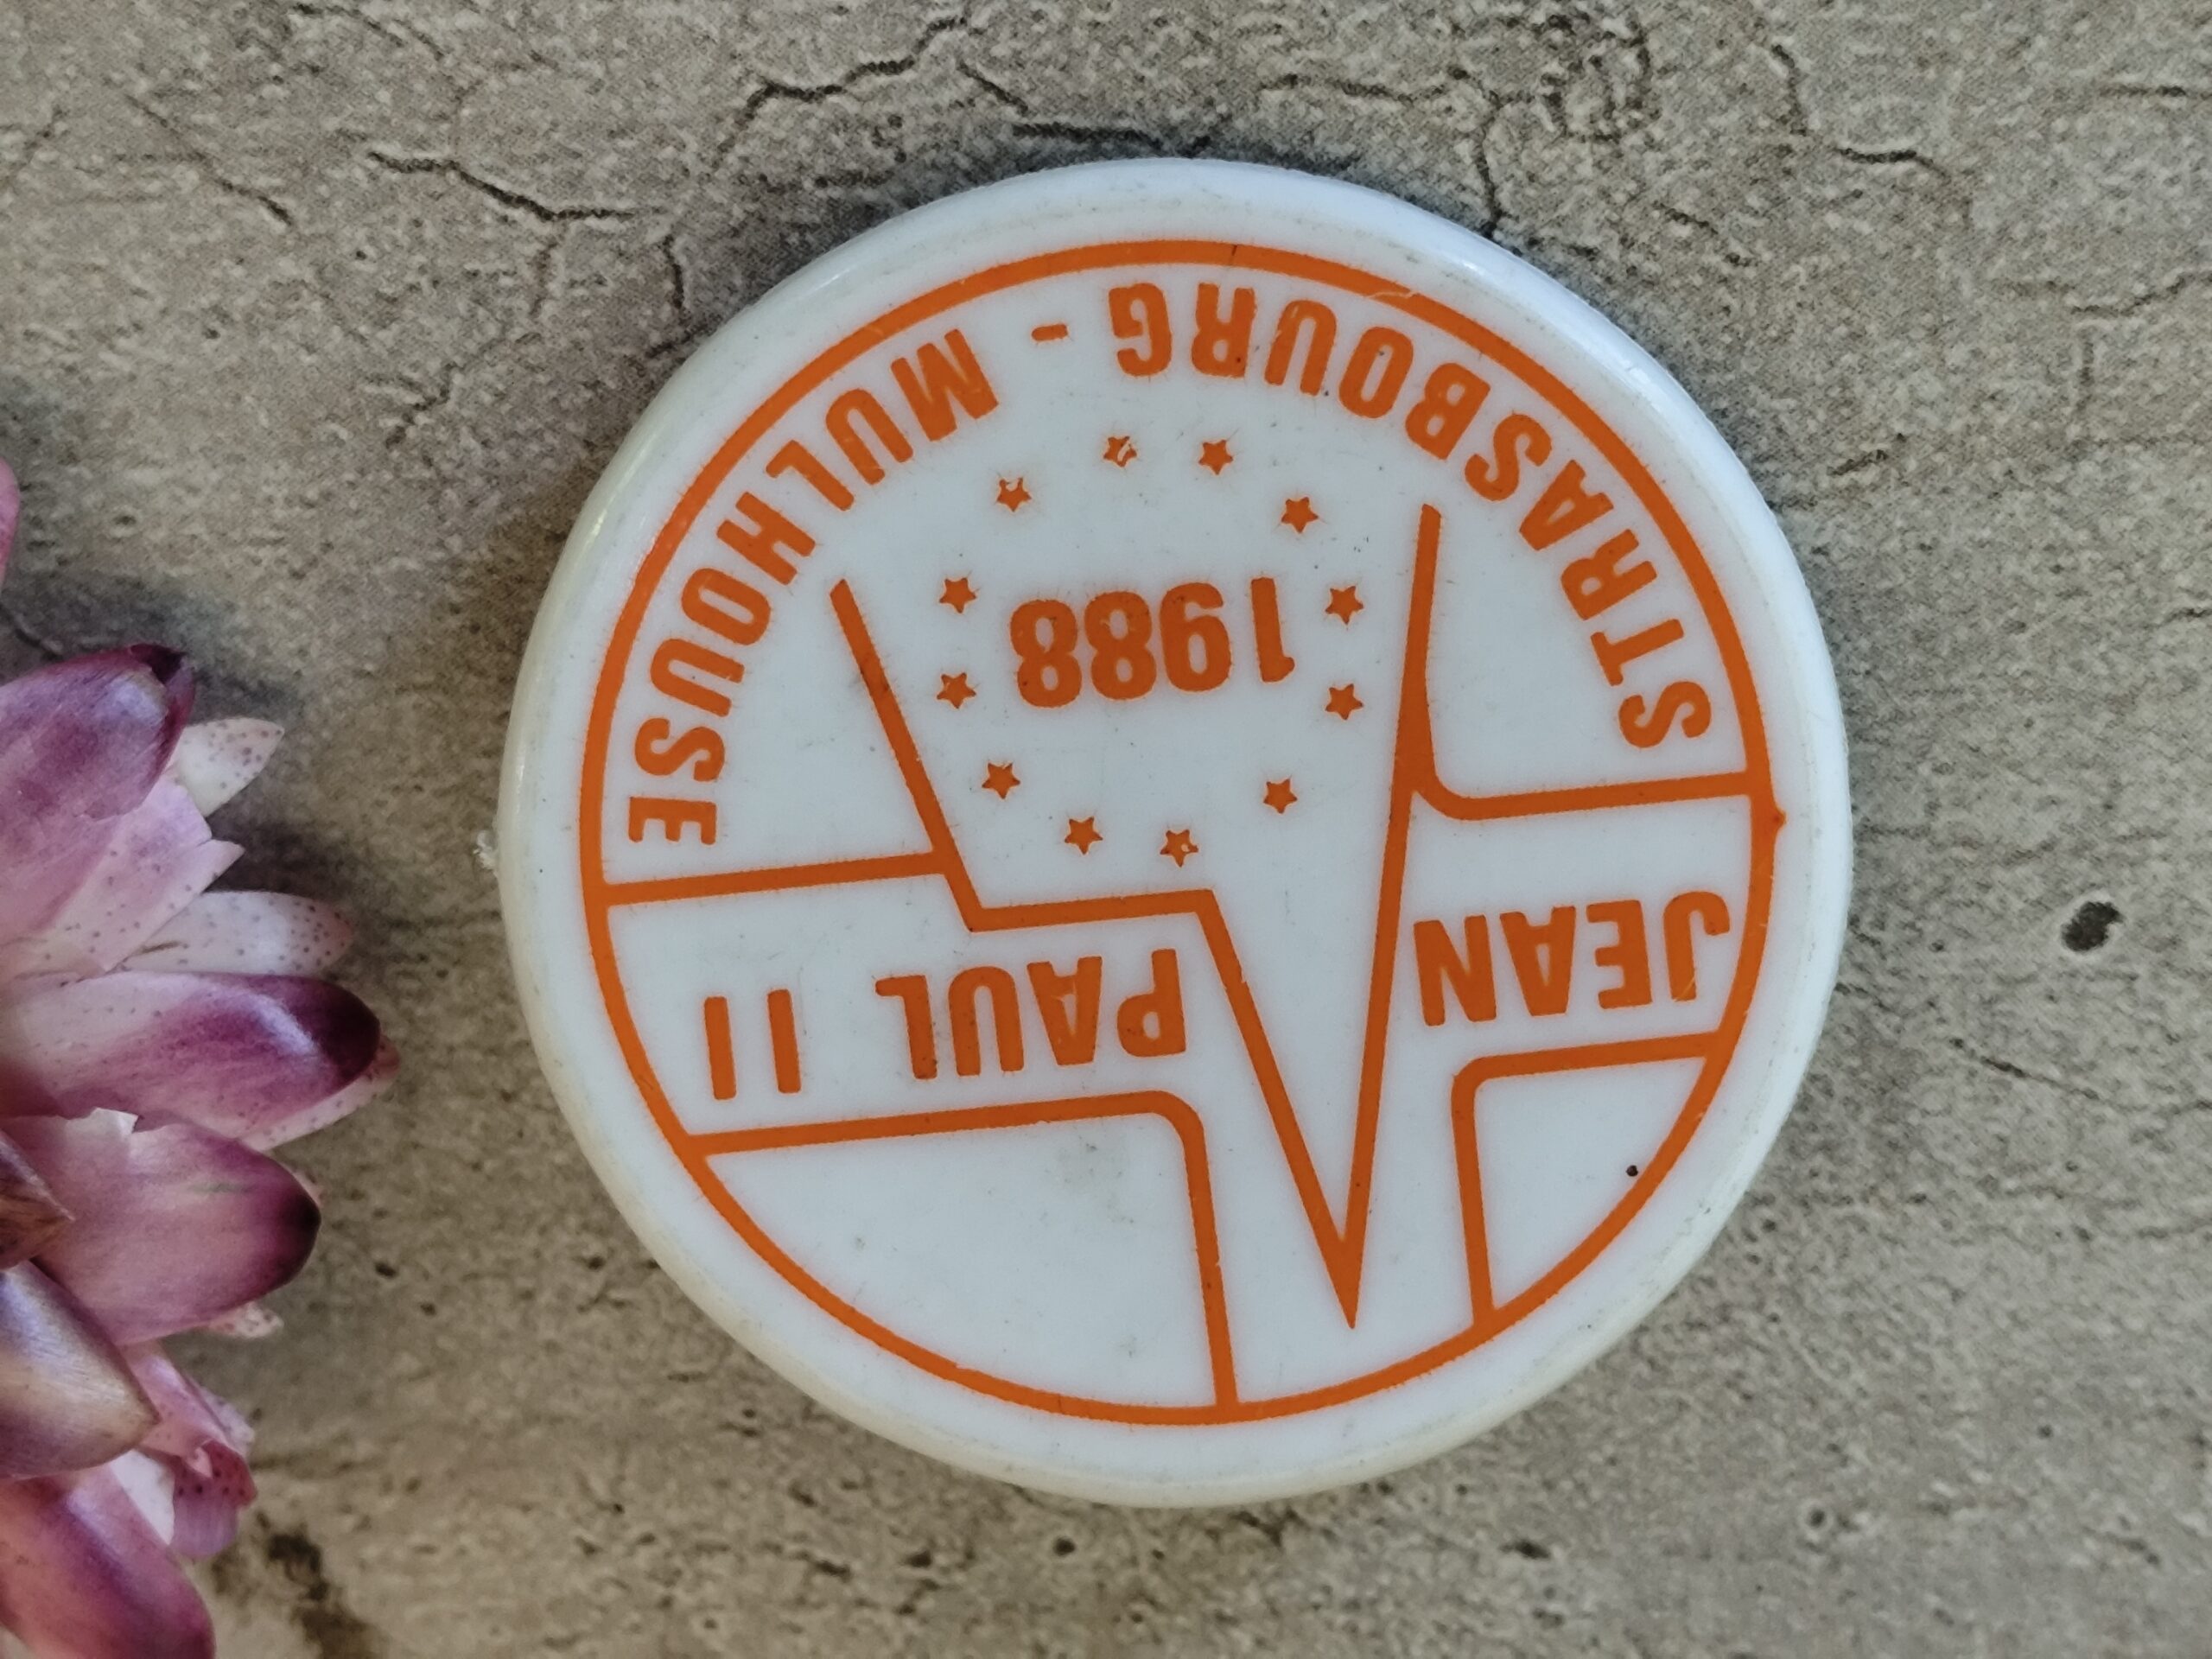 JEAN PAUL II
1988
STRASBOURG - MULHOUSE